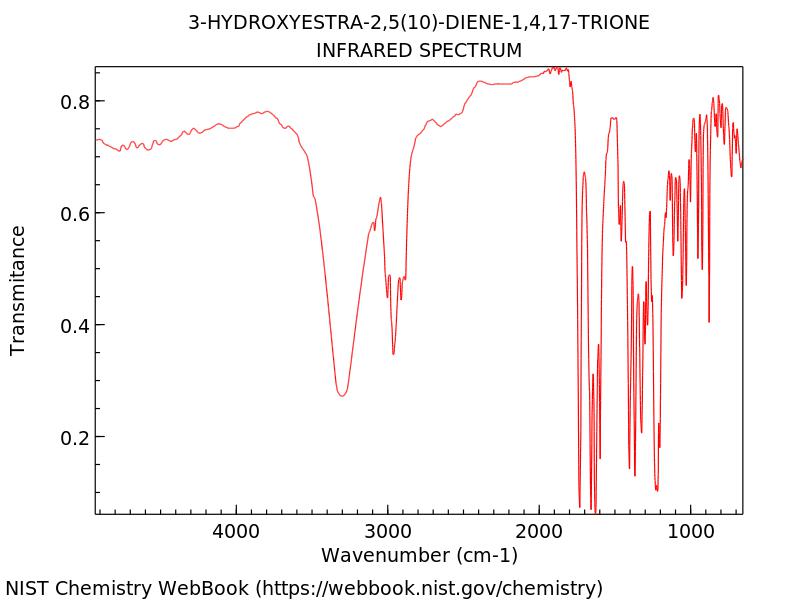 3-HYDROXYESTRA-2,5(10)-DIENE-1,4,17-TRIONE
INFRARED SPECTRUM
0.8
0.6
0.4
0.2
Transmitance
4000 3000 2000 1000
Wavenumber (cm-1)
NIST Chemistry WebBook (https://webbook.nist.gov/chemistry)